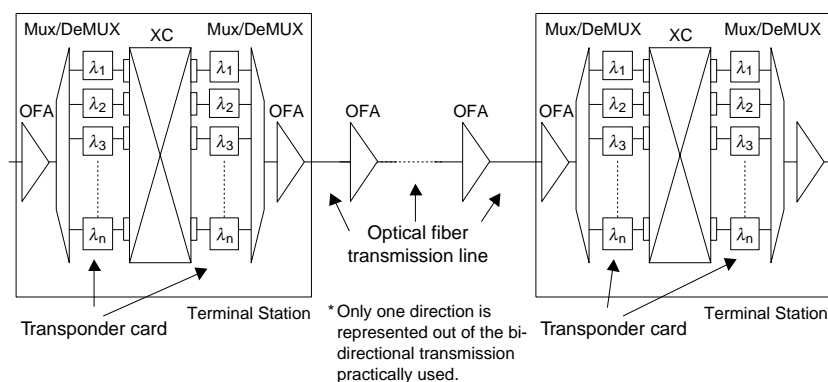 Mux/DeMUX XC Mux/DeMUX
OFA
λ1
λ2
λ3
λn
λ1
λ2
λ3
λn
OFA
Transponder card
Terminal Station
OFA
OFA
Optical fiber
transmission line
* Only one direction is
represented out of the bi-
directional transmission
practically used.
Mux/DeMUX XC Mux/DeMUX
OFA
λ1
λ2
λ3
λn
λ1
λ2
λ3
λn
OFA
Transponder card
Terminal Station